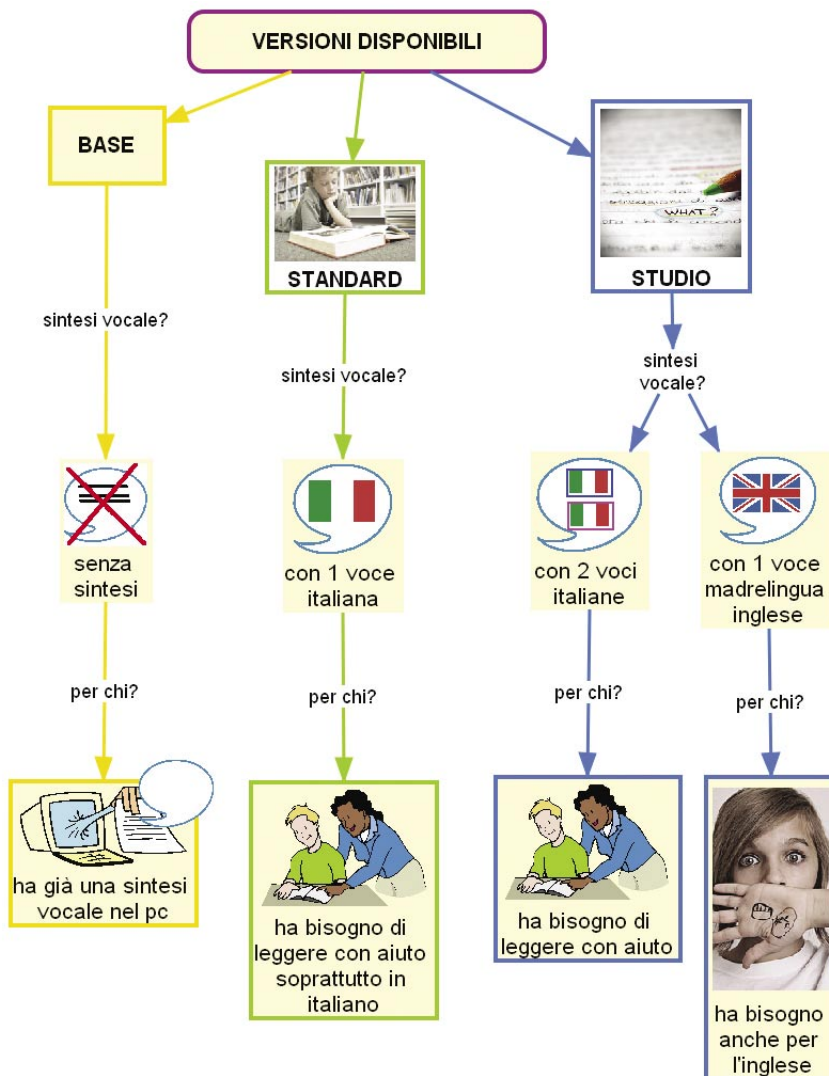 VERSIONI DISPONIBILI
BASE
sintesi vocale?
senza
sintesi
per chi?
ha già una sintesi
vocale nel pc
STANDARD
sintesi vocale?
con 1 voce
italiana
per chi?
ha bisogno di
leggere con aiuto
soprattutto in
italiano
WHAT?
STUDIO
sintesi
vocale?
con 2 voci
italiane
per chi?
ha bisogno di
leggere con aiuto
con 1 voce
madrelingua
inglese
per chi?
ha bisogno
anche per
l'inglese